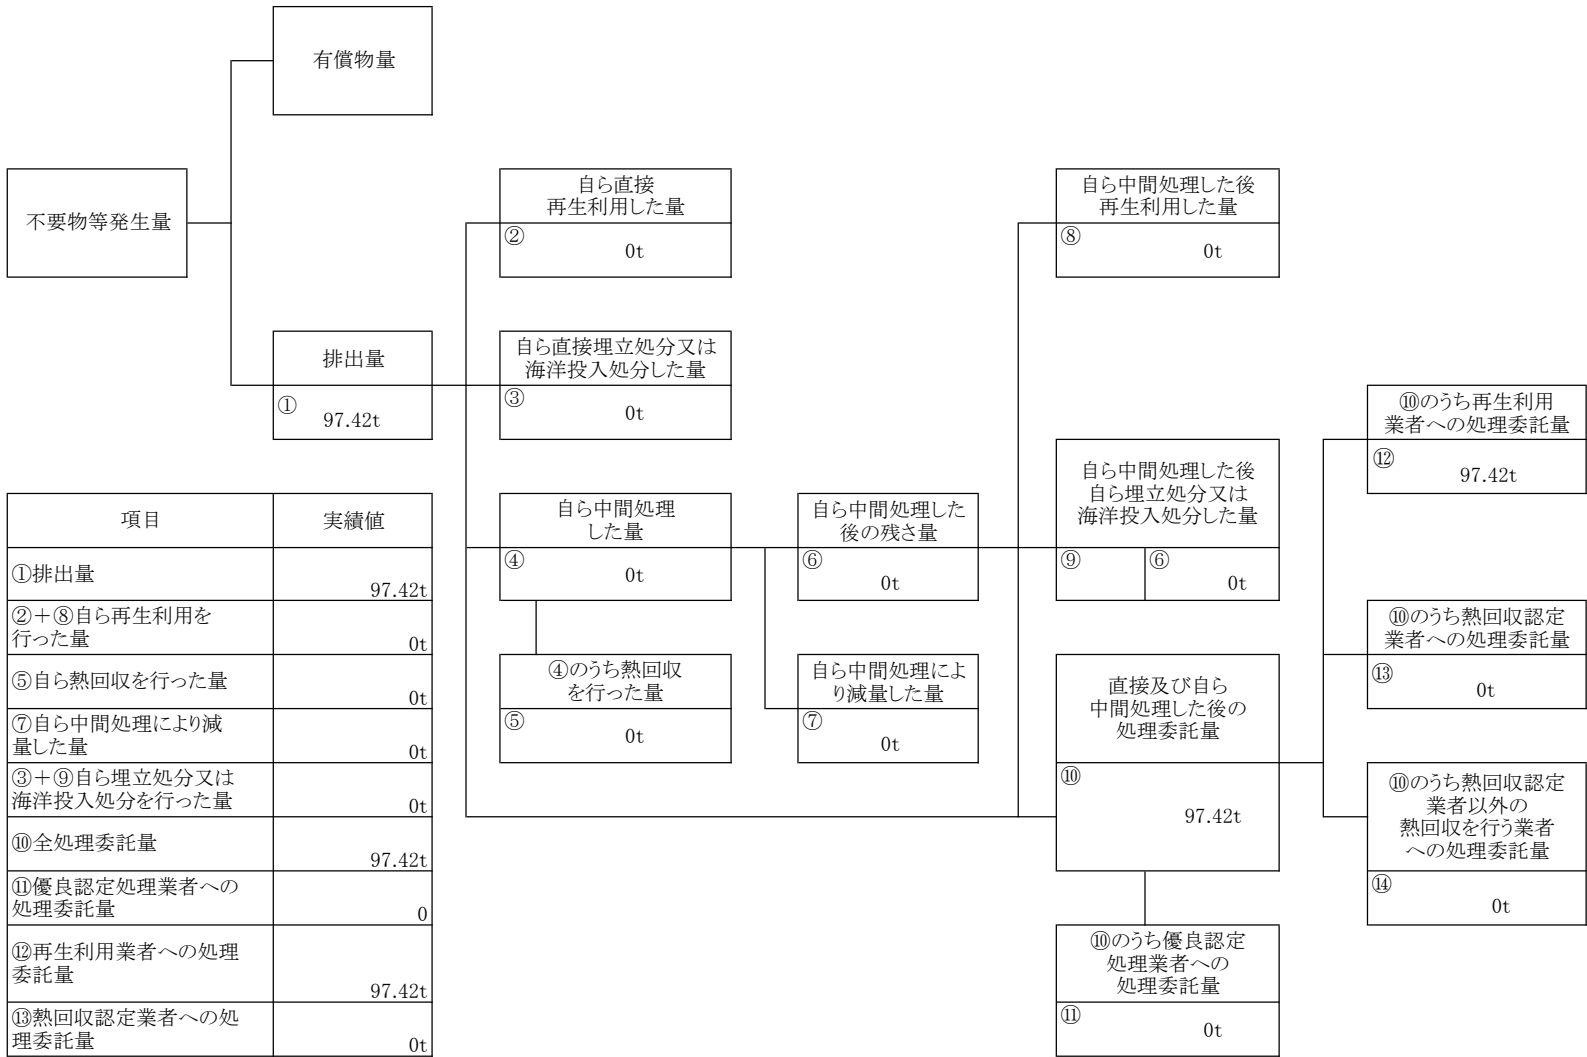 有償物量
不要物等発生量
自ら直接
再生利用した量
②
0t
自ら中間処理した後
再生利用した量
⑧
0t
排出量
①
97.42t
自ら直接埋立処分又は
海洋投入処分した量
③
0t
⑩のうち再生利用
業者への処理委託量
⑫
97.42t
自ら中間処理した後
自ら埋立処分又は
海洋投入処分した量
⑨
⑥
0t
自ら中間処理
した量
④
0t
自ら中間処理した
後の残さ量
⑥
0t
④のうち熱回収
を行った量
⑤
0t
自ら中間処理によ
り減量した量
⑦
0t
直接及び自ら
中間処理した後の
処理委託量
⑩
97.42t
⑩のうち熱回収認定
業者への処理委託量
⑬
0t
⑩のうち熱回収認定
業者以外の
熱回収を行う業者
への処理委託量
⑭
0t
⑩のうち優良認定
処理業者への
処理委託量
⑪
0t
項目 実績値
①排出量
97.42t
②＋⑧自ら再生利用を
行った量
0t
⑤自ら熱回収を行った量
0t
⑦自ら中間処理により減
量した量
0t
③＋⑨自ら埋立処分又は
海洋投入処分を行った量
0t
⑩全処理委託量
97.42t
⑪優良認定処理業者への
処理委託量
0
⑫再生利用業者への処理
委託量
97.42t
⑬熱回収認定業者への処
理委託量
0t